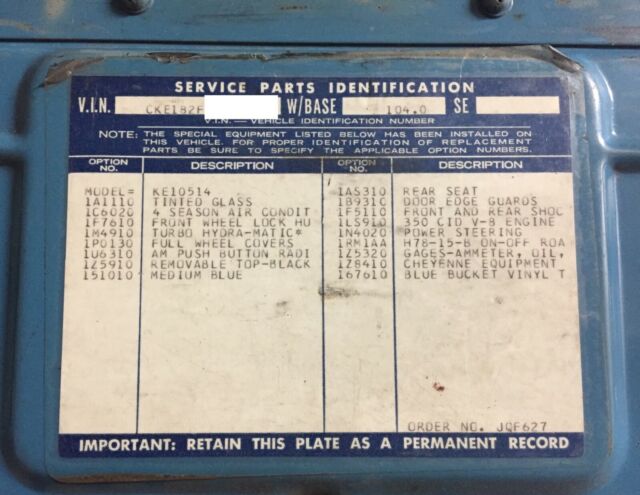 SERVICE PARTS IDENTIFICATION
V.I.N. CKE182F W/BASE 104.0 SE
V.I.N. — VEHICLE IDENTIFICATION NUMBER
NOTE: THE SPECIAL EQUIPMENT LISTED BELOW HAS BEEN INSTALLED ON
THIS VEHICLE. FOR PROPER IDENTIFICATION OF REPLACEMENT
PARTS BE SURE TO SPECIFY THE APPLICABLE OPTION NUMBERS.
OPTION NO. DESCRIPTION OPTION NO. DESCRIPTION
MODEL= KE10514 1AS310 REAR SEAT
1A1110 TINTED GLASS 1B931C DOOR EDGE GUARDS
1C6020 4 SEASON AIR CONDIT 1F5110 FRONT AND REAR SHOC
1F7610 FRONT WHEEL LOCK HU 1LS910 350 CID V-8 ENGINE
1M4910 TURBO HYDRA-MATIC* 1N4020 POWER STEERING
1P0130 FULL WHEEL COVERS 1RM1AA H78-15-B ON-OFF ROA
1U6310 AM PUSH BUTTON RADI 1Z5320 GAGES-AMMETER, OIL,
1Z5910 REMOVABLE TOP-BLACK 1Z8410 CHEYENNE EQUIPMENT
151010 MEDIUM BLUE 167610 BLUE BUCKET VINYL T
ORDER NO. JQF627
IMPORTANT: RETAIN THIS PLATE AS A PERMANENT RECORD